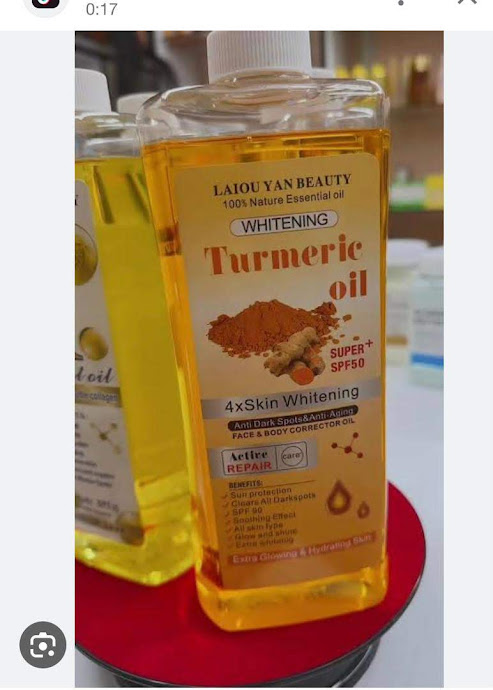 0:17
LAIOU YAN BEAUTY
100% Nature Essential oil
WHITENING
Turmeric
oil
SUPER+
SPF50
4xSkin Whitening
Anti Dark Spots&Anti-Aging
FACE & BODY CORRECTOR OIL
Active
REPAIR
care
BENEFITS:
Sun protection
Clears All Darkspots
SPF 90
Soothing Effect
All skin type
Glow and shine
Extra whitening
Extra Glowing & Hydrating Skin
oil
collagen